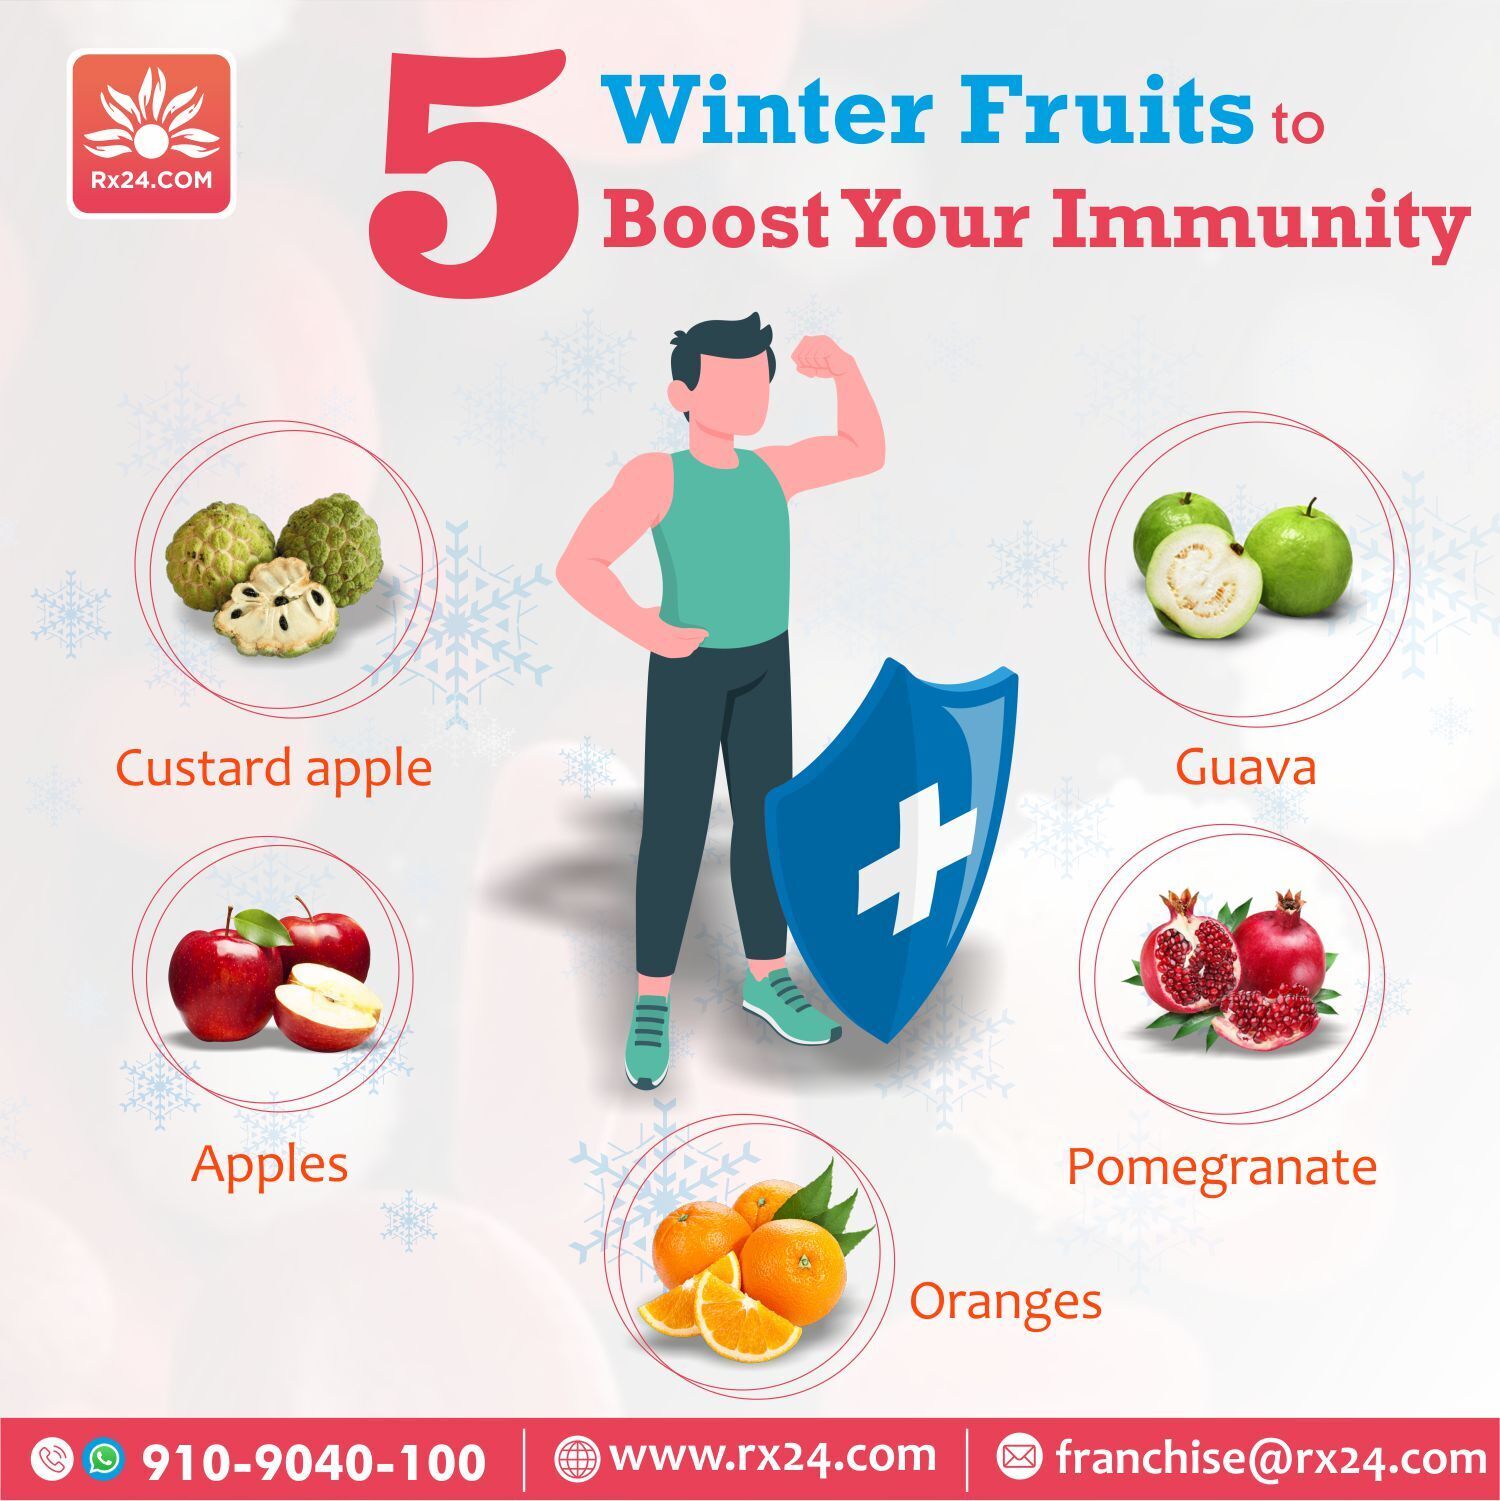 Rx24.COM
5 Winter Fruits to
Boost Your Immunity
Custard apple
Guava
Apples
Pomegranate
Oranges
910-9040-100
www.rx24.com
franchise@rx24.com